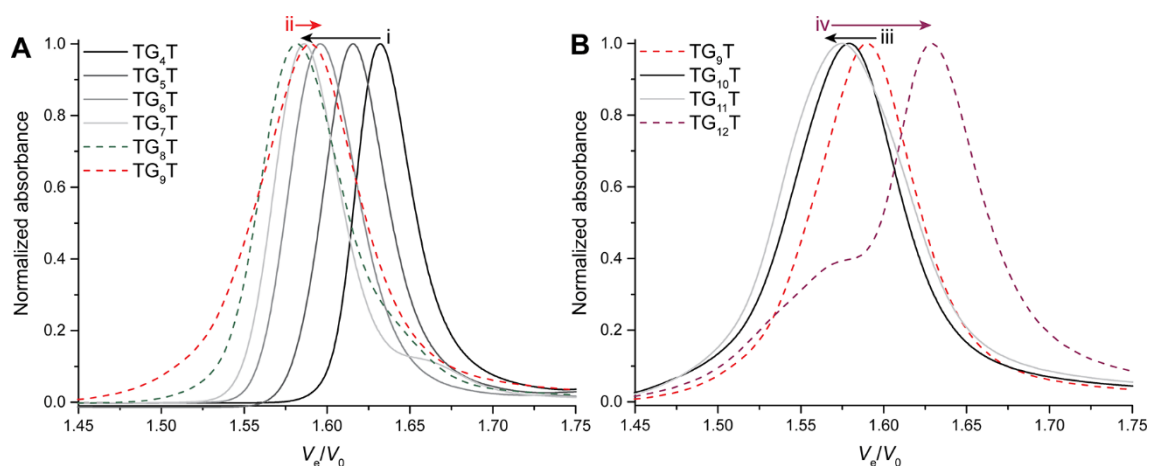 A
ii
i
TG₄T
TG₅T
TG₆T
TG₇T
TG₈T
TG₉T
Normalized absorbance
1.0
0.8
0.6
0.4
0.2
0.0
1.45 1.50 1.55 1.60 1.65 1.70 1.75
Vₑ/V₀
B
iv
iii
TG₉T
TG₁₀T
TG₁₁T
TG₁₂T
Normalized absorbance
1.0
0.8
0.6
0.4
0.2
0.0
1.45 1.50 1.55 1.60 1.65 1.70 1.75
Vₑ/V₀